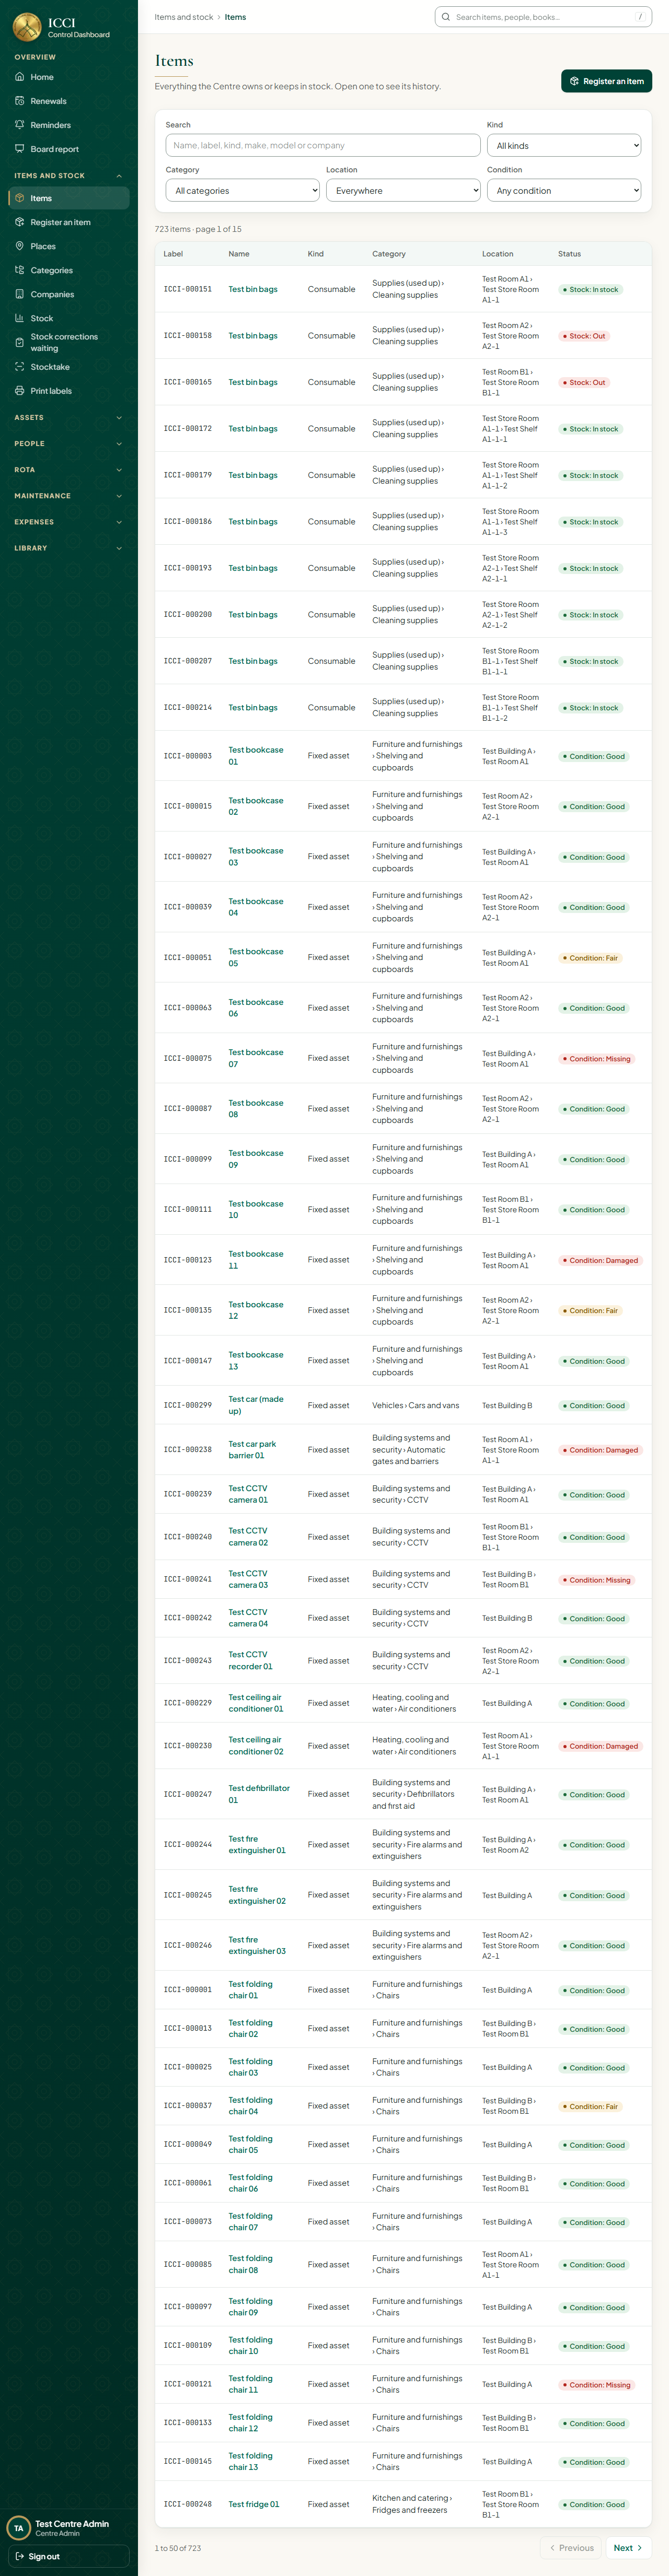 ICCI
Control Dashboard
OVERVIEW
Home
Renewals
Reminders
Board report
ITEMS AND STOCK
Items
Register an item
Places
Categories
Companies
Stock
Stock corrections
waiting
Stocktake
Print labels
ASSETS
PEOPLE
ROTA
MAINTENANCE
EXPENSES
LIBRARY
TA
Test Centre Admin
Centre Admin
Sign out
Items and stock › Items
Search items, people, books... /
Items
Everything the Centre owns or keeps in stock. Open one to see its history.
Register an item
Search
Name, label, kind, make, model or company
Kind
All kinds
Category
All categories
Location
Everywhere
Condition
Any condition
723 items · page 1 of 15
Label Name Kind Category Location Status
ICCI-000151 Test bin bags Consumable Supplies (used up) › Cleaning supplies Test Room A1 › Test Store Room A1-1 Stock: In stock
ICCI-000158 Test bin bags Consumable Supplies (used up) › Cleaning supplies Test Room A2 › Test Store Room A2-1 Stock: Out
ICCI-000165 Test bin bags Consumable Supplies (used up) › Cleaning supplies Test Room B1 › Test Store Room B1-1 Stock: Out
ICCI-000172 Test bin bags Consumable Supplies (used up) › Cleaning supplies Test Store Room A1-1 › Test Shelf A1-1-1 Stock: In stock
ICCI-000179 Test bin bags Consumable Supplies (used up) › Cleaning supplies Test Store Room A1-1 › Test Shelf A1-1-2 Stock: In stock
ICCI-000186 Test bin bags Consumable Supplies (used up) › Cleaning supplies Test Store Room A1-1 › Test Shelf A1-1-3 Stock: In stock
ICCI-000193 Test bin bags Consumable Supplies (used up) › Cleaning supplies Test Store Room A2-1 › Test Shelf A2-1-1 Stock: In stock
ICCI-000200 Test bin bags Consumable Supplies (used up) › Cleaning supplies Test Store Room A2-1 › Test Shelf A2-1-2 Stock: In stock
ICCI-000207 Test bin bags Consumable Supplies (used up) › Cleaning supplies Test Store Room B1-1 › Test Shelf B1-1-1 Stock: In stock
ICCI-000214 Test bin bags Consumable Supplies (used up) › Cleaning supplies Test Store Room B1-1 › Test Shelf B1-1-2 Stock: In stock
ICCI-000003 Test bookcase 01 Fixed asset Furniture and furnishings › Shelving and cupboards Test Building A › Test Room A1 Condition: Good
ICCI-000015 Test bookcase 02 Fixed asset Furniture and furnishings › Shelving and cupboards Test Room A2 › Test Store Room A2-1 Condition: Good
ICCI-000027 Test bookcase 03 Fixed asset Furniture and furnishings › Shelving and cupboards Test Building A › Test Room A1 Condition: Good
ICCI-000039 Test bookcase 04 Fixed asset Furniture and furnishings › Shelving and cupboards Test Room A2 › Test Store Room A2-1 Condition: Good
ICCI-000051 Test bookcase 05 Fixed asset Furniture and furnishings › Shelving and cupboards Test Building A › Test Room A1 Condition: Fair
ICCI-000063 Test bookcase 06 Fixed asset Furniture and furnishings › Shelving and cupboards Test Room A2 › Test Store Room A2-1 Condition: Good
ICCI-000075 Test bookcase 07 Fixed asset Furniture and furnishings › Shelving and cupboards Test Building A › Test Room A1 Condition: Missing
ICCI-000087 Test bookcase 08 Fixed asset Furniture and furnishings › Shelving and cupboards Test Room A2 › Test Store Room A2-1 Condition: Good
ICCI-000099 Test bookcase 09 Fixed asset Furniture and furnishings › Shelving and cupboards Test Building A › Test Room A1 Condition: Good
ICCI-000111 Test bookcase 10 Fixed asset Furniture and furnishings › Shelving and cupboards Test Room B1 › Test Store Room B1-1 Condition: Good
ICCI-000123 Test bookcase 11 Fixed asset Furniture and furnishings › Shelving and cupboards Test Building A › Test Room A1 Condition: Damaged
ICCI-000135 Test bookcase 12 Fixed asset Furniture and furnishings › Shelving and cupboards Test Room A2 › Test Store Room A2-1 Condition: Fair
ICCI-000147 Test bookcase 13 Fixed asset Furniture and furnishings › Shelving and cupboards Test Building A › Test Room A1 Condition: Good
ICCI-000299 Test car (made up) Fixed asset Vehicles › Cars and vans Test Building B Condition: Good
ICCI-000238 Test car park barrier 01 Fixed asset Building systems and security › Automatic gates and barriers Test Room A1 › Test Store Room A1-1 Condition: Damaged
ICCI-000239 Test CCTV camera 01 Fixed asset Building systems and security › CCTV Test Building A › Test Room A1 Condition: Good
ICCI-000240 Test CCTV camera 02 Fixed asset Building systems and security › CCTV Test Room B1 › Test Store Room B1-1 Condition: Good
ICCI-000241 Test CCTV camera 03 Fixed asset Building systems and security › CCTV Test Building B › Test Room B1 Condition: Missing
ICCI-000242 Test CCTV camera 04 Fixed asset Building systems and security › CCTV Test Building B Condition: Good
ICCI-000243 Test CCTV recorder 01 Fixed asset Building systems and security › CCTV Test Room A2 › Test Store Room A2-1 Condition: Good
ICCI-000229 Test ceiling air conditioner 01 Fixed asset Heating, cooling and water › Air conditioners Test Building A Condition: Good
ICCI-000230 Test ceiling air conditioner 02 Fixed asset Heating, cooling and water › Air conditioners Test Room A1 › Test Store Room A1-1 Condition: Damaged
ICCI-000247 Test defibrillator 01 Fixed asset Building systems and security › Defibrillators and first aid Test Building A › Test Room A1 Condition: Good
ICCI-000244 Test fire extinguisher 01 Fixed asset Building systems and security › Fire alarms and extinguishers Test Building A › Test Room A2 Condition: Good
ICCI-000245 Test fire extinguisher 02 Fixed asset Building systems and security › Fire alarms and extinguishers Test Building A Condition: Good
ICCI-000246 Test fire extinguisher 03 Fixed asset Building systems and security › Fire alarms and extinguishers Test Room A2 › Test Store Room A2-1 Condition: Good
ICCI-000001 Test folding chair 01 Fixed asset Furniture and furnishings › Chairs Test Building A Condition: Good
ICCI-000013 Test folding chair 02 Fixed asset Furniture and furnishings › Chairs Test Building B › Test Room B1 Condition: Good
ICCI-000025 Test folding chair 03 Fixed asset Furniture and furnishings › Chairs Test Building A Condition: Good
ICCI-000037 Test folding chair 04 Fixed asset Furniture and furnishings › Chairs Test Building B › Test Room B1 Condition: Fair
ICCI-000049 Test folding chair 05 Fixed asset Furniture and furnishings › Chairs Test Building A Condition: Good
ICCI-000061 Test folding chair 06 Fixed asset Furniture and furnishings › Chairs Test Building B › Test Room B1 Condition: Good
ICCI-000073 Test folding chair 07 Fixed asset Furniture and furnishings › Chairs Test Building A Condition: Good
ICCI-000085 Test folding chair 08 Fixed asset Furniture and furnishings › Chairs Test Room A1 › Test Store Room A1-1 Condition: Good
ICCI-000097 Test folding chair 09 Fixed asset Furniture and furnishings › Chairs Test Building A Condition: Good
ICCI-000109 Test folding chair 10 Fixed asset Furniture and furnishings › Chairs Test Building B › Test Room B1 Condition: Good
ICCI-000121 Test folding chair 11 Fixed asset Furniture and furnishings › Chairs Test Building A Condition: Missing
ICCI-000133 Test folding chair 12 Fixed asset Furniture and furnishings › Chairs Test Building B › Test Room B1 Condition: Good
ICCI-000145 Test folding chair 13 Fixed asset Furniture and furnishings › Chairs Test Building A Condition: Good
ICCI-000248 Test fridge 01 Fixed asset Kitchen and catering › Fridges and freezers Test Room B1 › Test Store Room B1-1 Condition: Good
1 to 50 of 723
Previous
Next